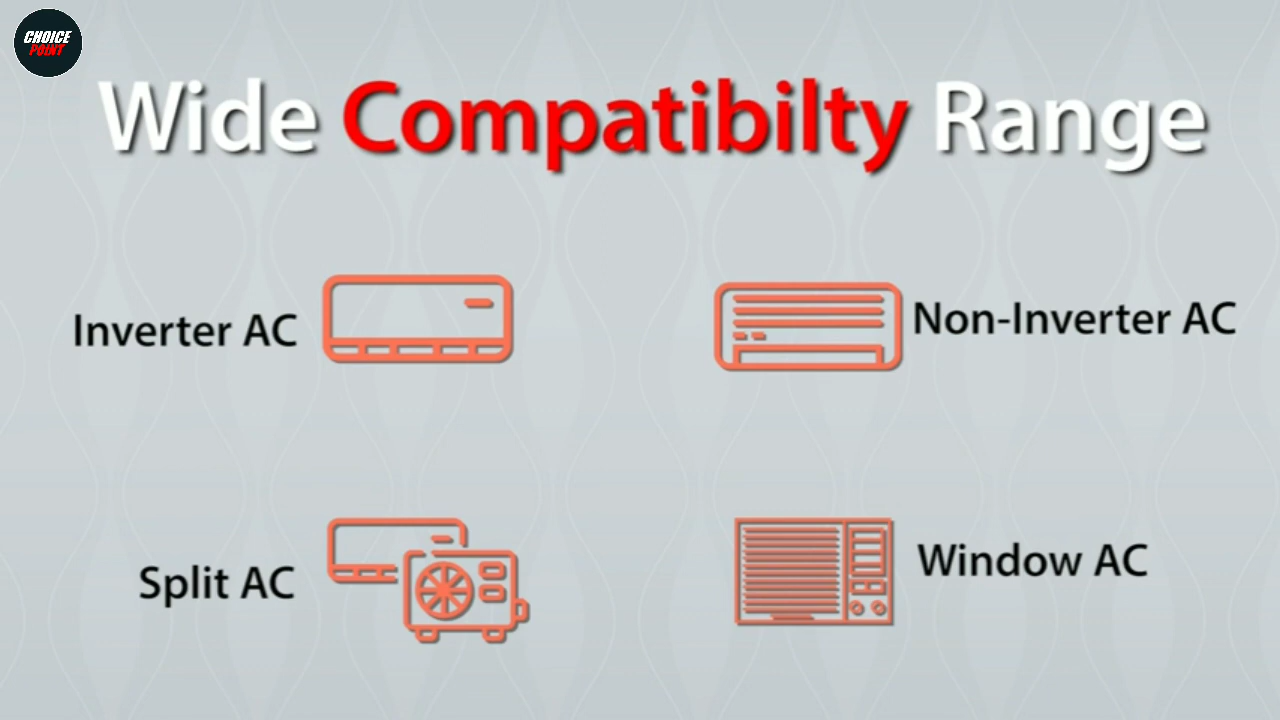 CHOICE
POINT
Wide Compatibilty Range
Inverter AC
Non-Inverter AC
Split AC
Window AC